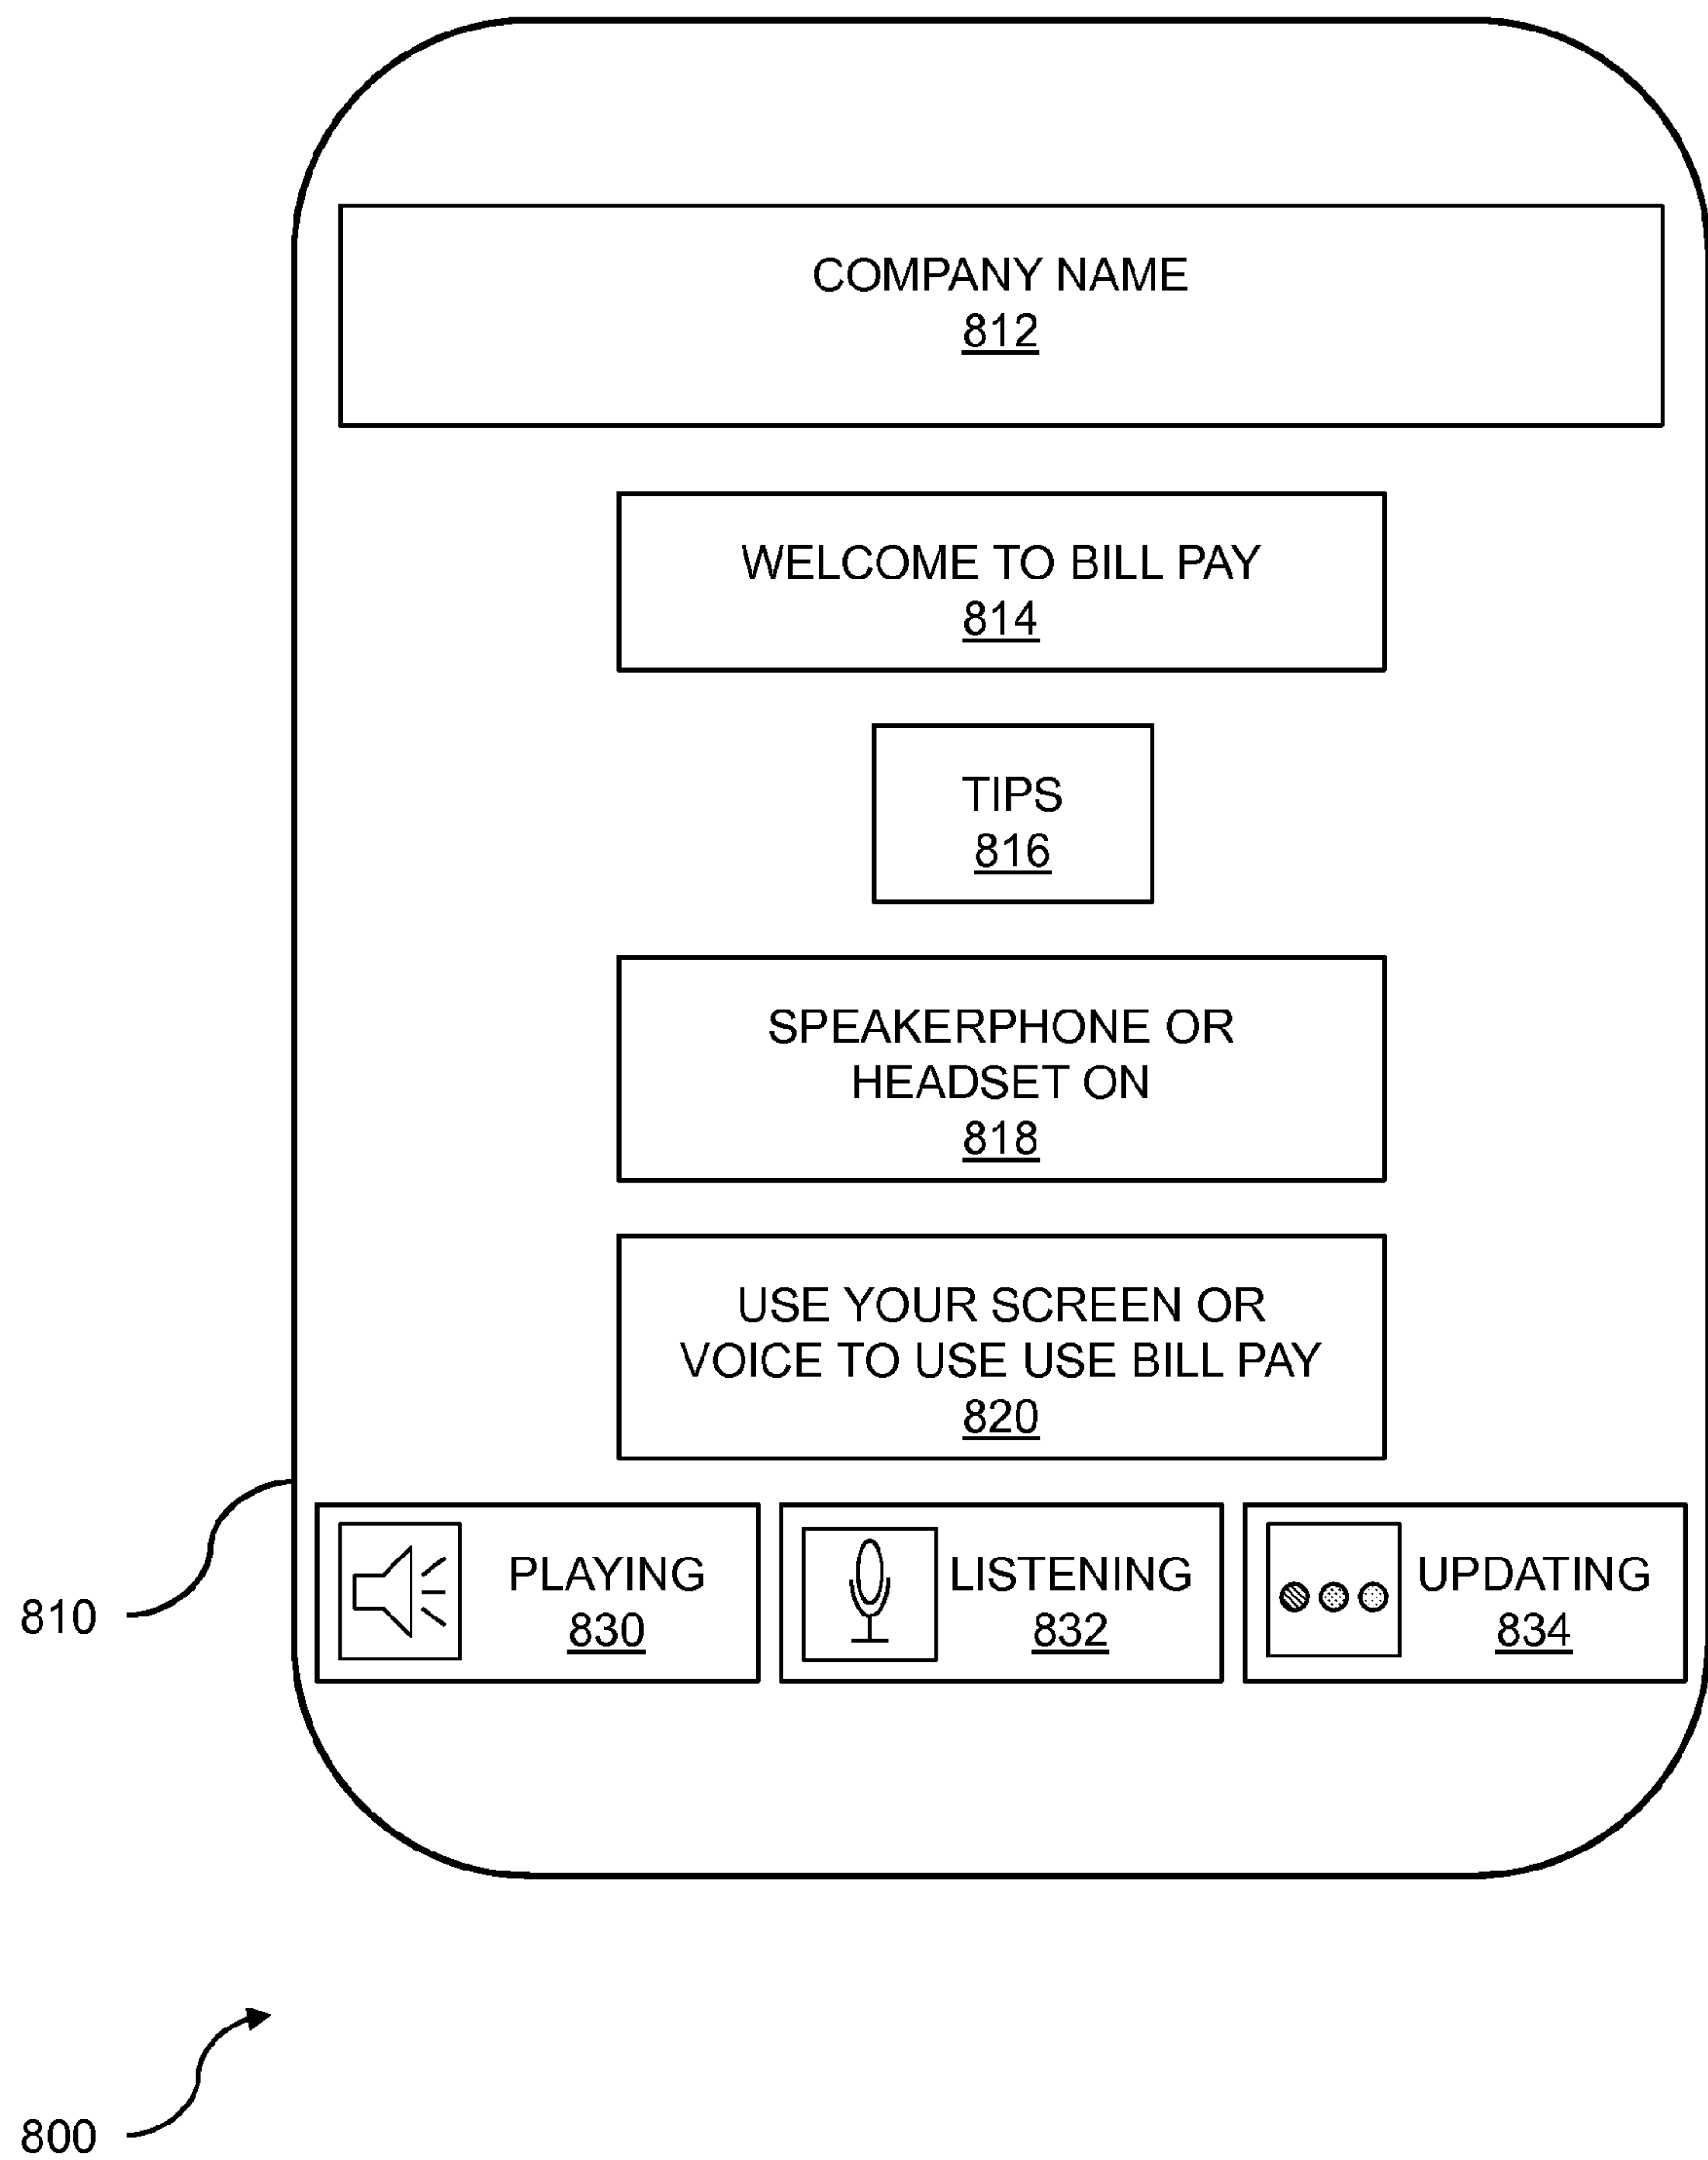 COMPANY NAME
812
WELCOME TO BILL PAY
814
TIPS
816
SPEAKERPHONE OR
HEADSET ON
818
USE YOUR SCREEN OR
VOICE TO USE USE BILL PAY
820
PLAYING
830
LISTENING
832
UPDATING
834
810
800